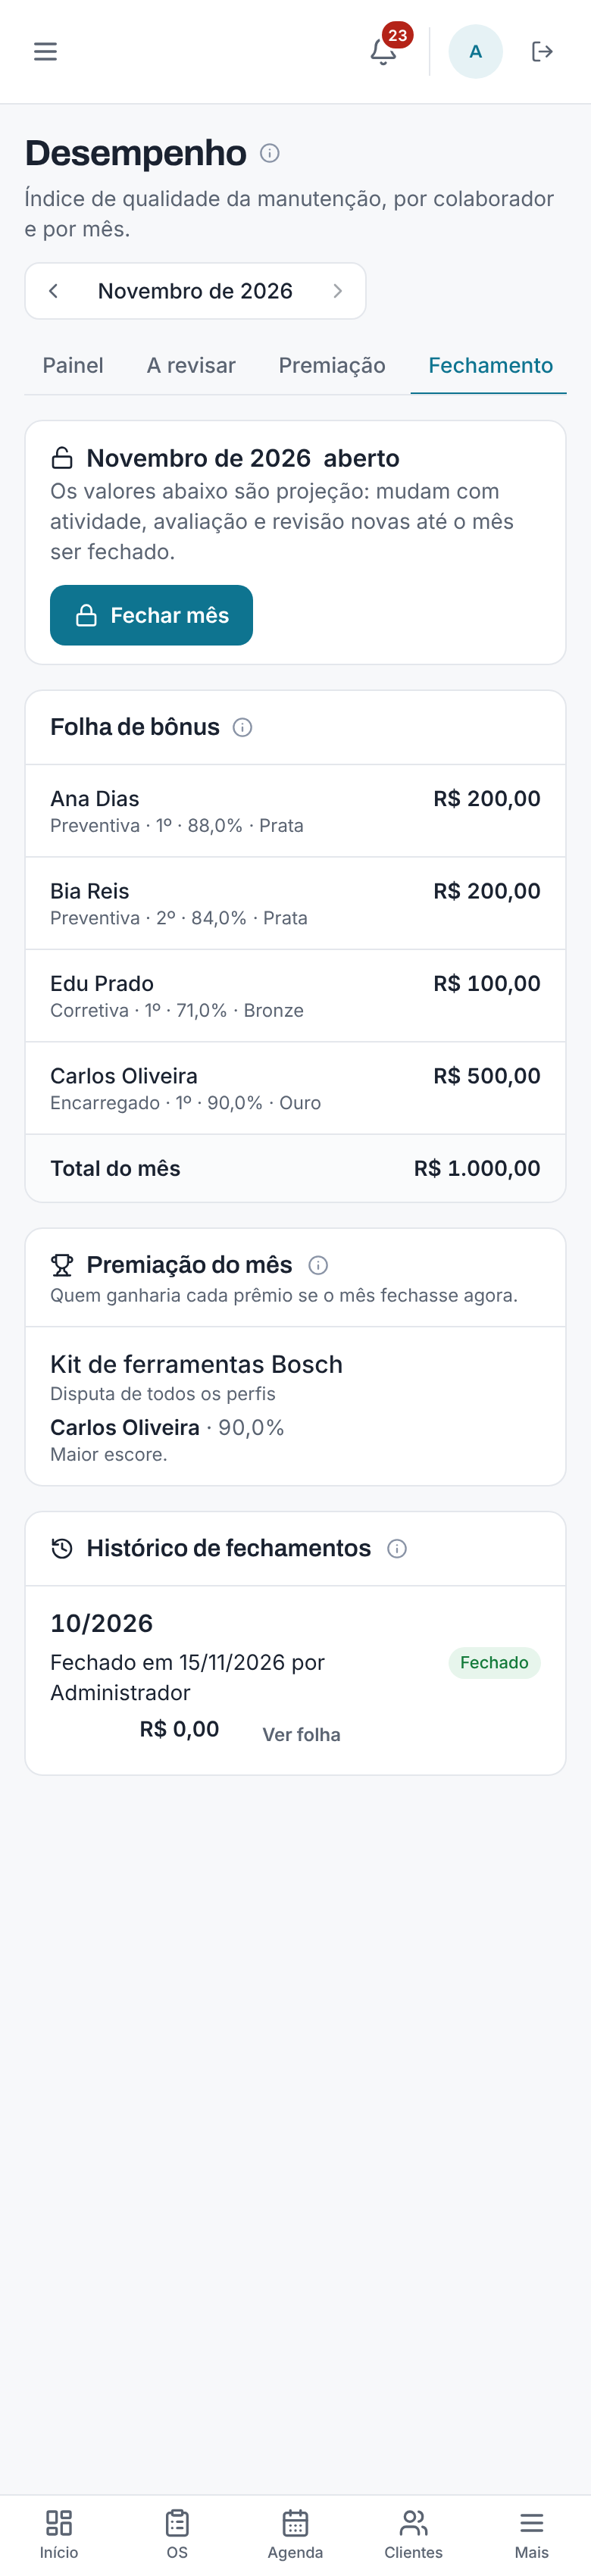 23
A
Desempenho
Índice de qualidade da manutenção, por colaborador
e por mês.
Novembro de 2026
Painel A revisar Premiação Fechamento
Novembro de 2026 aberto
Os valores abaixo são projeção: mudam com
atividade, avaliação e revisão novas até o mês
ser fechado.
Fechar mês
Folha de bônus
Ana Dias R$ 200,00
Preventiva · 1º · 88,0% · Prata
Bia Reis R$ 200,00
Preventiva · 2º · 84,0% · Prata
Edu Prado R$ 100,00
Corretiva · 1º · 71,0% · Bronze
Carlos Oliveira R$ 500,00
Encarregado · 1º · 90,0% · Ouro
Total do mês R$ 1.000,00
Premiação do mês
Quem ganharia cada prêmio se o mês fechasse agora.
Kit de ferramentas Bosch
Disputa de todos os perfis
Carlos Oliveira · 90,0%
Maior escore.
Histórico de fechamentos
10/2026
Fechado em 15/11/2026 por
Administrador
Fechado
R$ 0,00 Ver folha
Início OS Agenda Clientes Mais